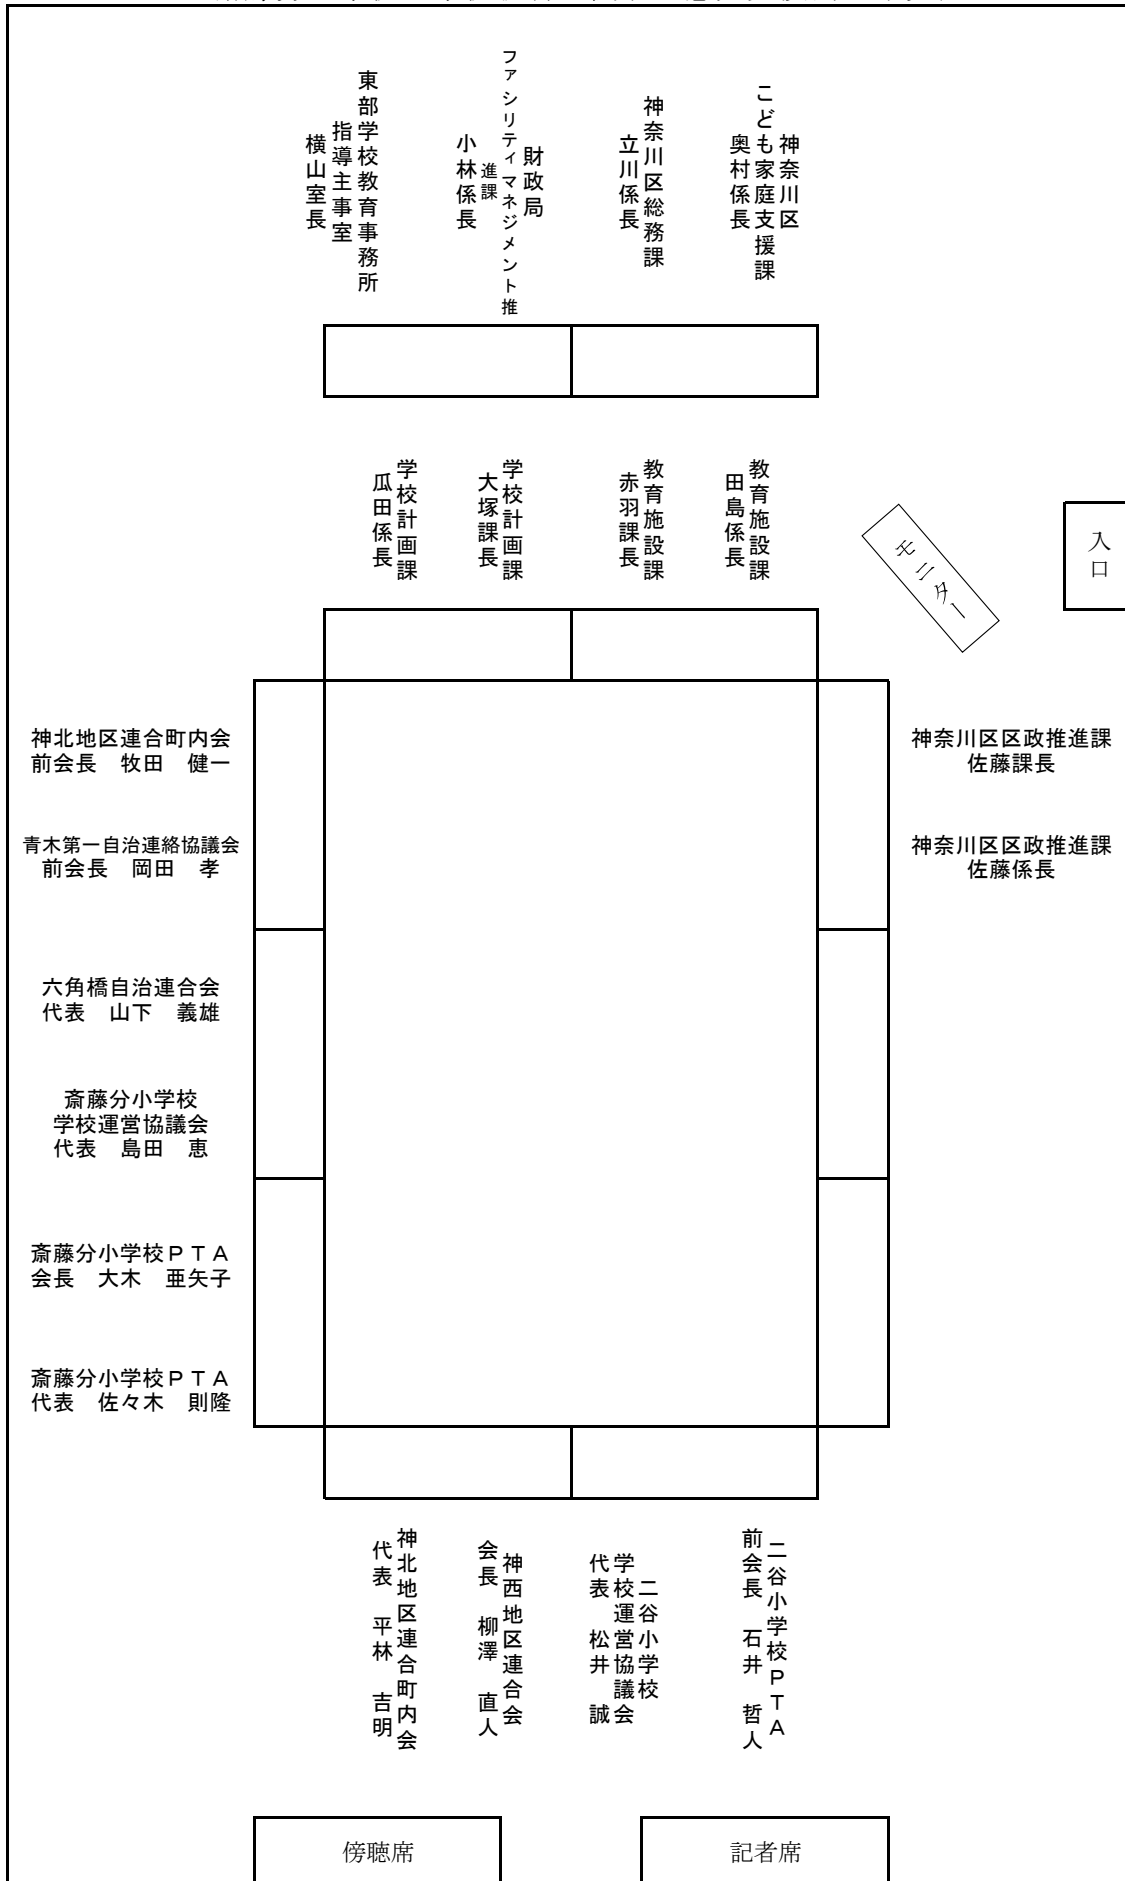 神奈川区
こども家庭支援課
奥村係長
神奈川区総務課
立川係長
財政局
ファシリティマネジメント推
進課
小林係長
東部学校教育事務所
指導主事室
横山室長
教育施設課
田島係長
教育施設課
赤羽課長
学校計画課
大塚課長
学校計画課
瓜田係長
モニター
入口
神北地区連合町内会
前会長　牧田　健一
神奈川区区政推進課
佐藤課長
青木第一自治連絡協議会
前会長　岡田　孝
神奈川区区政推進課
佐藤係長
六角橋自治連合会
代表　山下　義雄
斎藤分小学校
学校運営協議会
代表　島田　恵
斎藤分小学校ＰＴＡ
会長　大木　亜矢子
斎藤分小学校ＰＴＡ
代表　佐々木　則隆
二谷小学校ＰＴＡ
前会長　石井　哲人
二谷小学校
学校運営協議会
代表　松井　誠
神西地区連合会
会長　柳澤　直人
神北地区連合町内会
代表　平林　吉明
傍聴席
記者席